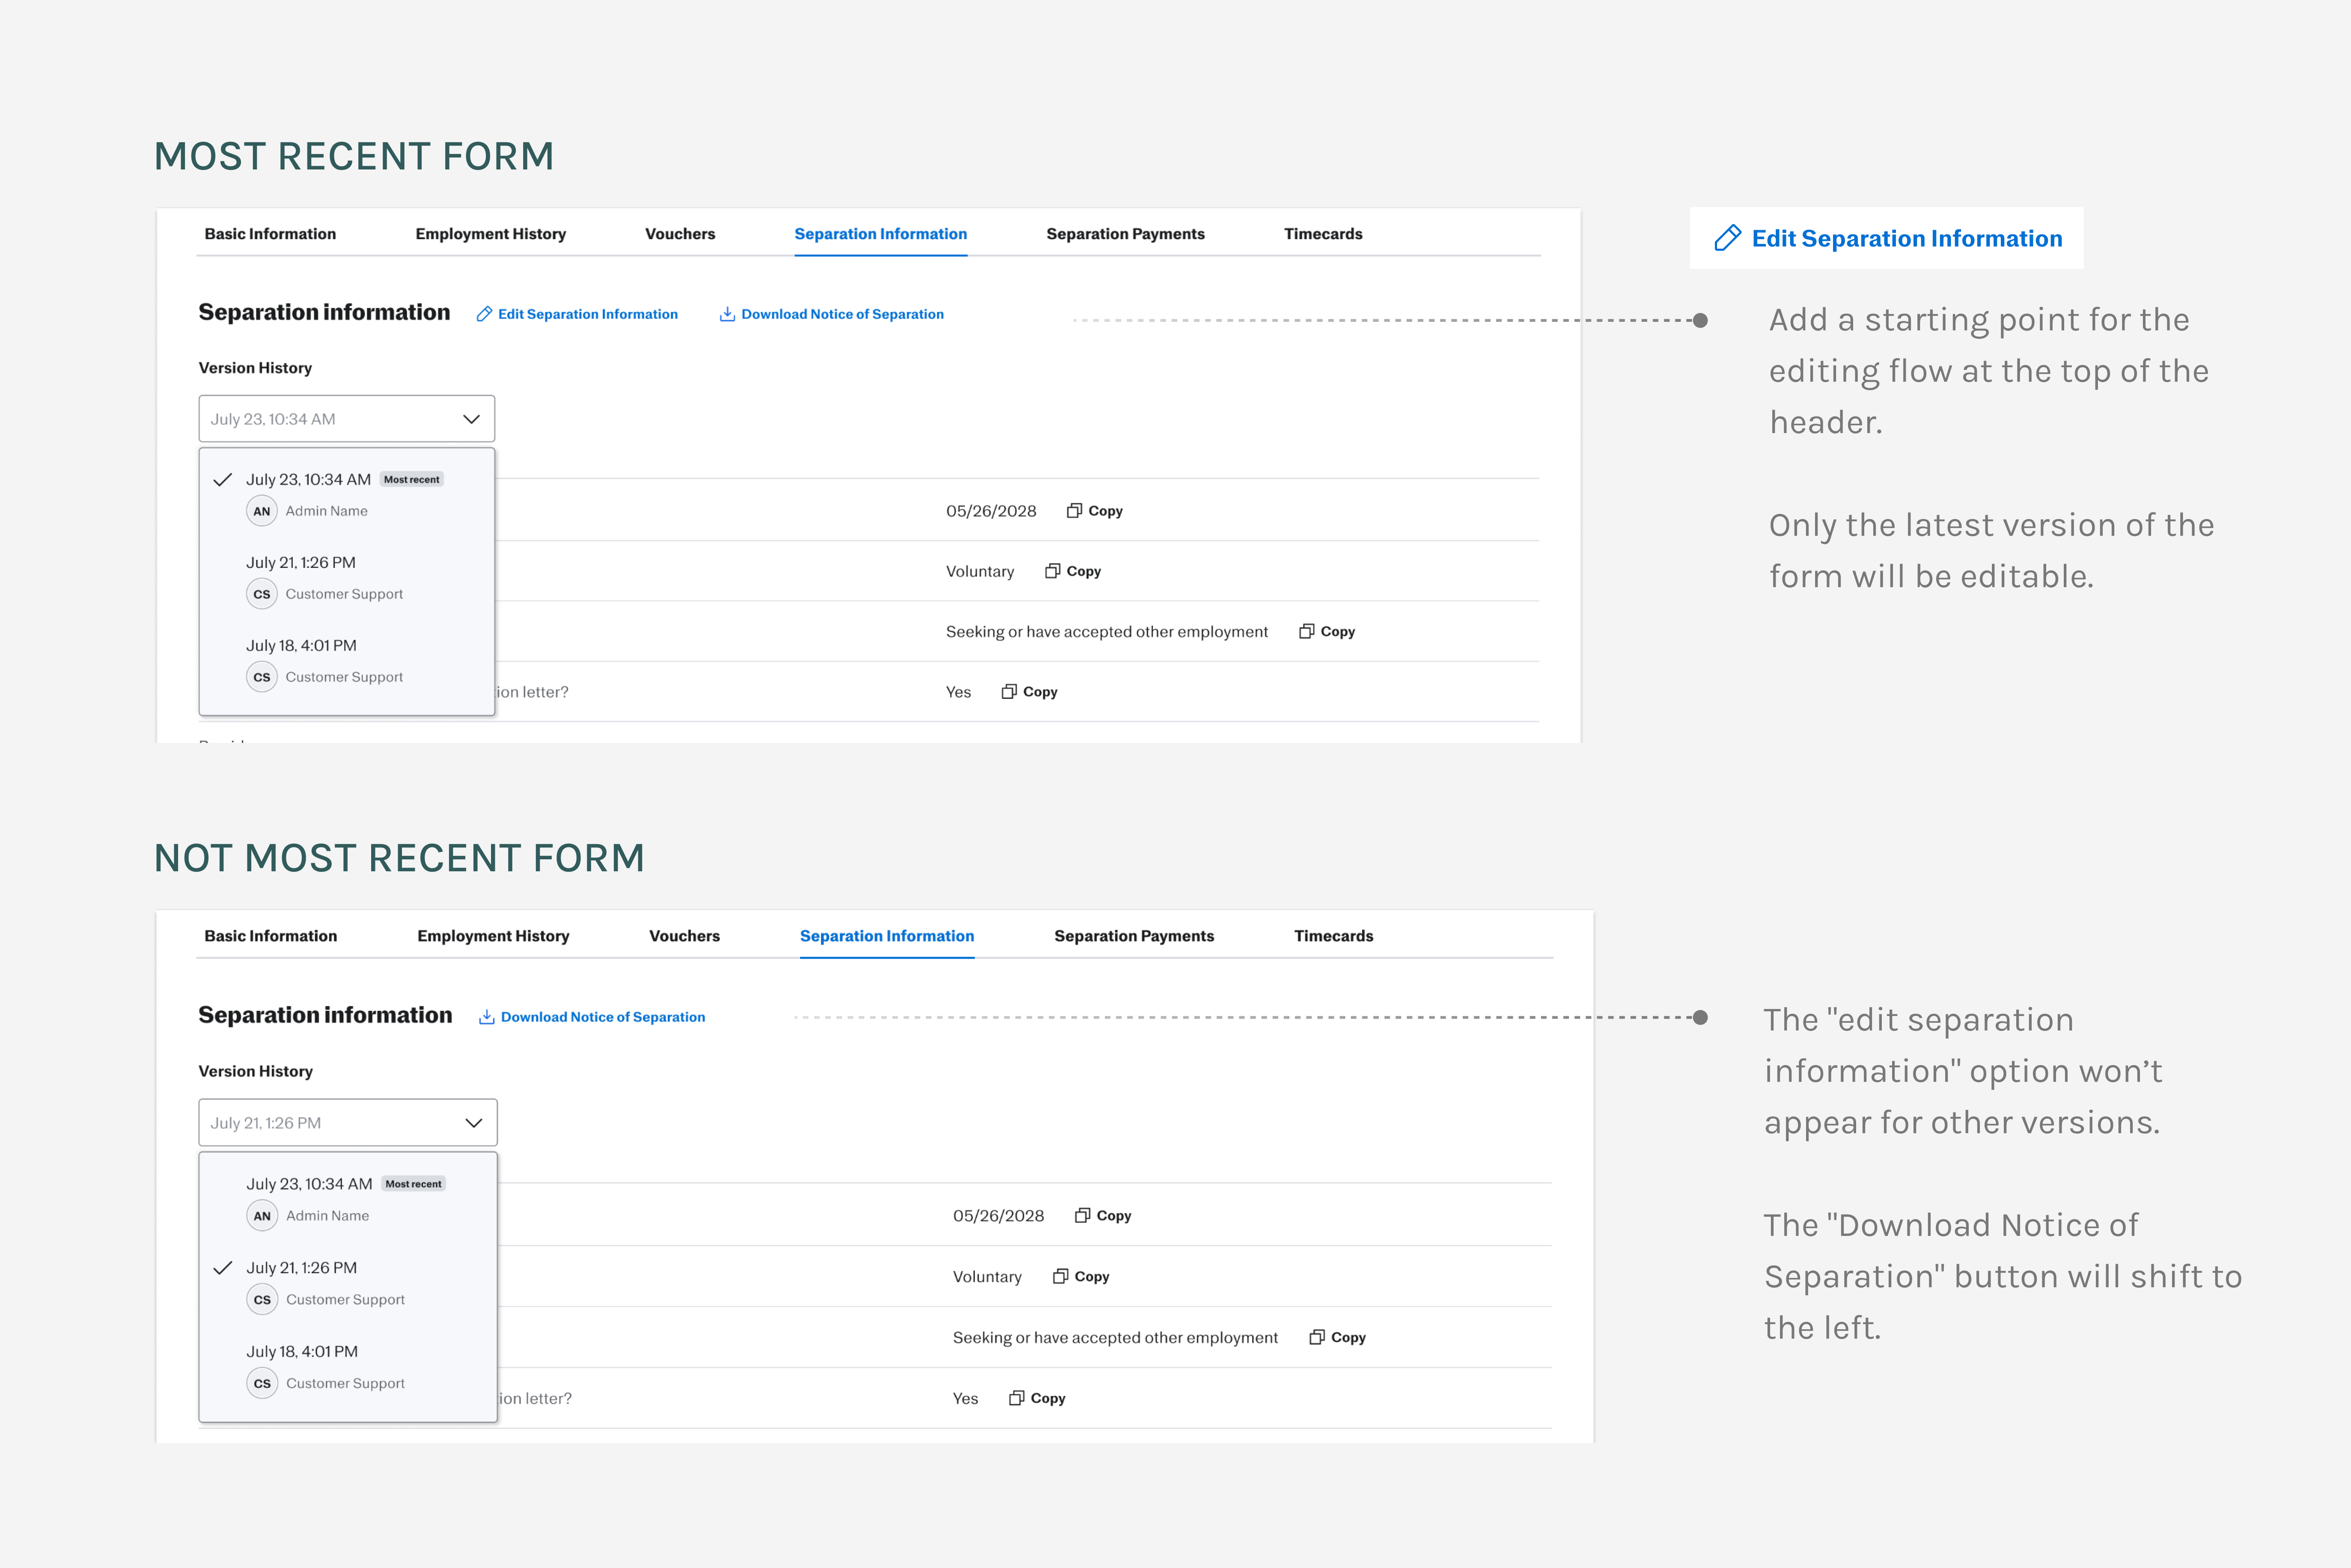 MOST RECENT FORM
Basic Information Employment History Vouchers Separation Information Separation Payments Timecards
Separation information Edit Separation Information Download Notice of Separation
Version History
July 23, 10:34 AM
July 23, 10:34 AM Most recent
AN Admin Name
July 21, 1:26 PM
CS Customer Support
July 18, 4:01 PM
CS Customer Support
05/26/2028 Copy
Voluntary Copy
Seeking or have accepted other employment Copy
ion letter? Yes Copy
Edit Separation Information
Add a starting point for the
editing flow at the top of the
header.
Only the latest version of the
form will be editable.
NOT MOST RECENT FORM
Basic Information Employment History Vouchers Separation Information Separation Payments Timecards
Separation information Download Notice of Separation
Version History
July 21, 1:26 PM
July 23, 10:34 AM Most recent
AN Admin Name
July 21, 1:26 PM
CS Customer Support
July 18, 4:01 PM
CS Customer Support
05/26/2028 Copy
Voluntary Copy
Seeking or have accepted other employment Copy
ion letter? Yes Copy
The "edit separation
information" option won’t
appear for other versions.
The "Download Notice of
Separation" button will shift to
the left.